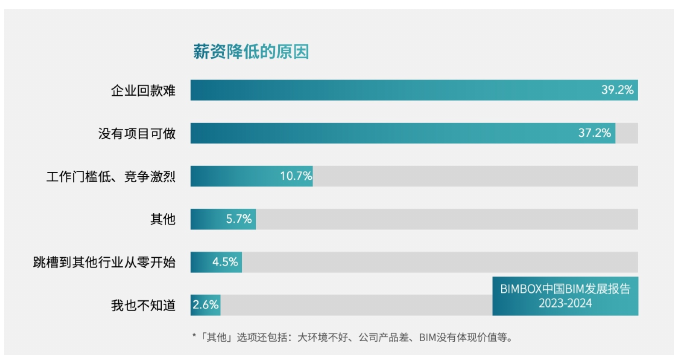 薪资降低的原因
企业回款难 39.2%
没有项目可做 37.2%
工作门槛低、竞争激烈 10.7%
其他 5.7%
跳槽到其他行业从零开始 4.5%
我也不知道 2.6%
BIMBOX中国BIM发展报告
2023-2024
*「其他」选项还包括：大环境不好、公司产品差、BIM没有体现价值等。